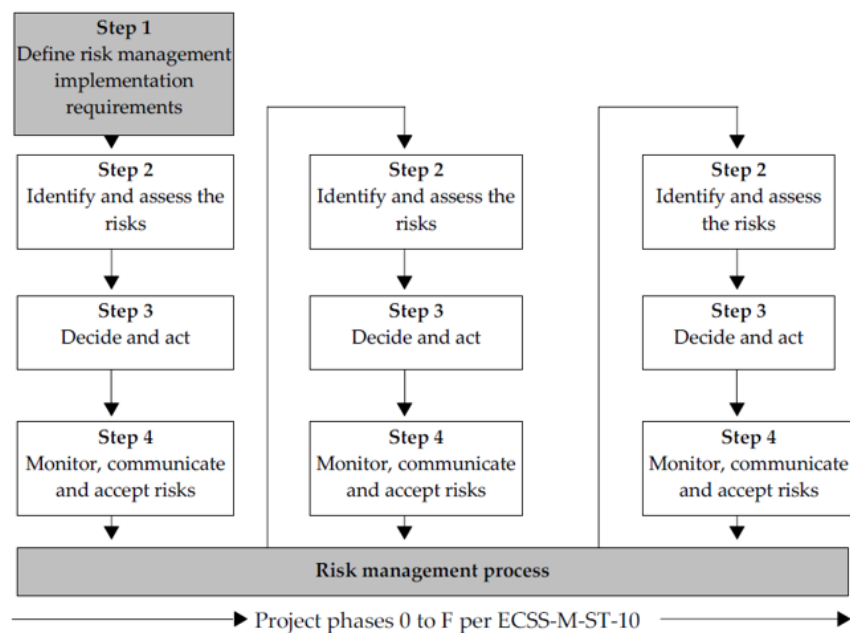 Step 1
Define risk management
implementation
requirements
Step 2
Identify and assess the
risks
Step 3
Decide and act
Step 4
Monitor, communicate
and accept risks
Step 2
Identify and assess the
risks
Step 3
Decide and act
Step 4
Monitor, communicate
and accept risks
Step 2
Identify and assess
the risks
Step 3
Decide and act
Step 4
Monitor, communicate
and accept risks
Risk management process
Project phases 0 to F per ECSS-M-ST-10